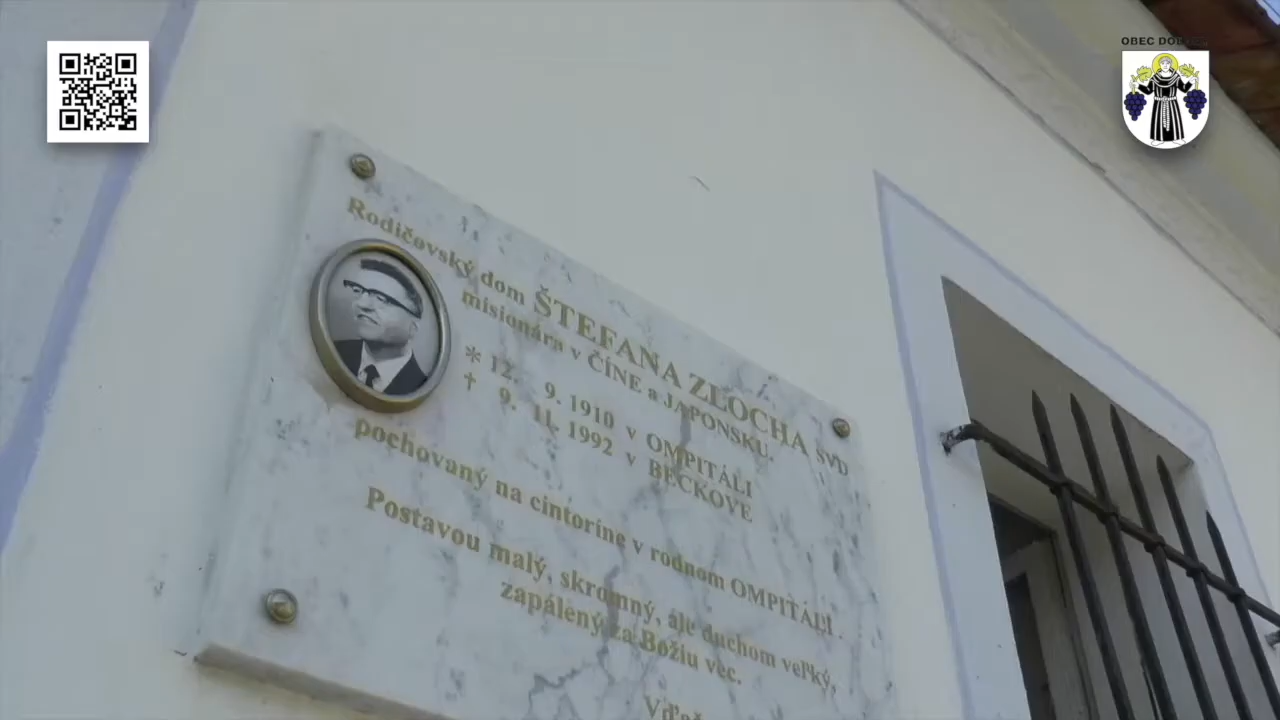 OBEC
Rodičovský dom ŠTEFANA ZLOCHA SVD
misionára v ČÍNE a JAPONSKU.
* 12. 9. 1910 v OMPITÁLI
† 9. 11. 1992 v BECKOVE
pochovaný na cintoríne v rodnom OMPITÁLI.
Postavou malý, skromný, ale duchom veľký,
zapálený za Božiu vec.